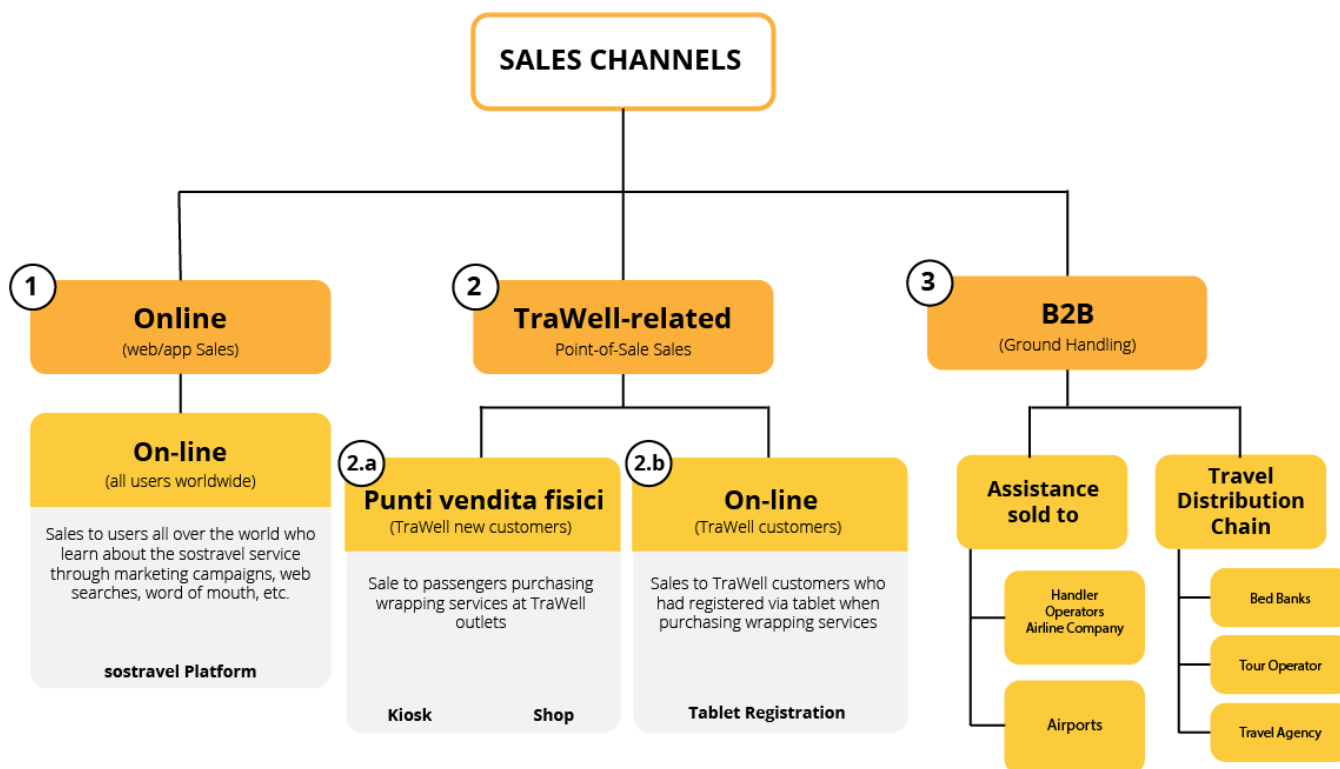 SALES CHANNELS
1
Online
(web/app Sales)
On-line
(all users worldwide)
Sales to users all over the world who
learn about the sostravel service
through marketing campaigns, web
searches, word of mouth, etc.
sostravel Platform
2
TraWell-related
Point-of-Sale Sales
2.a
Punti vendita fisici
(TraWell new customers)
Sale to passengers purchasing
wrapping services at TraWell
outlets
Kiosk
Shop
2.b
On-line
(TraWell customers)
Sales to TraWell customers who
had registered via tablet when
purchasing wrapping services
Tablet Registration
3
B2B
(Ground Handling)
Assistance
sold to
Handler
Operators
Airline Company
Airports
Travel
Distribution
Chain
Bed Banks
Tour Operator
Travel Agency